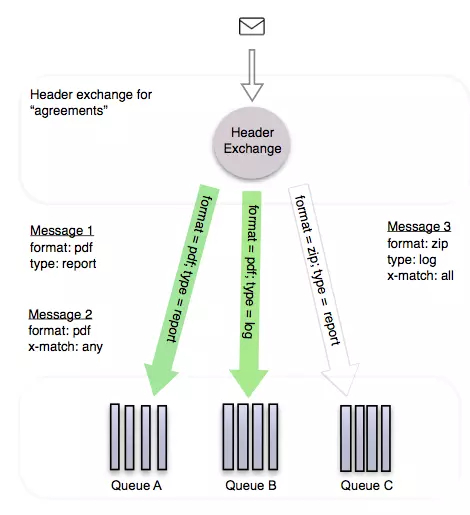 Header exchange for
“agreements”
Header
Exchange
Message 1
format: pdf
type: report
Message 2
format: pdf
x-match: any
format = pdf; type = report
format = pdf; type = log
format = zip; type = report
Message 3
format: zip
type: log
x-match: all
Queue A
Queue B
Queue C